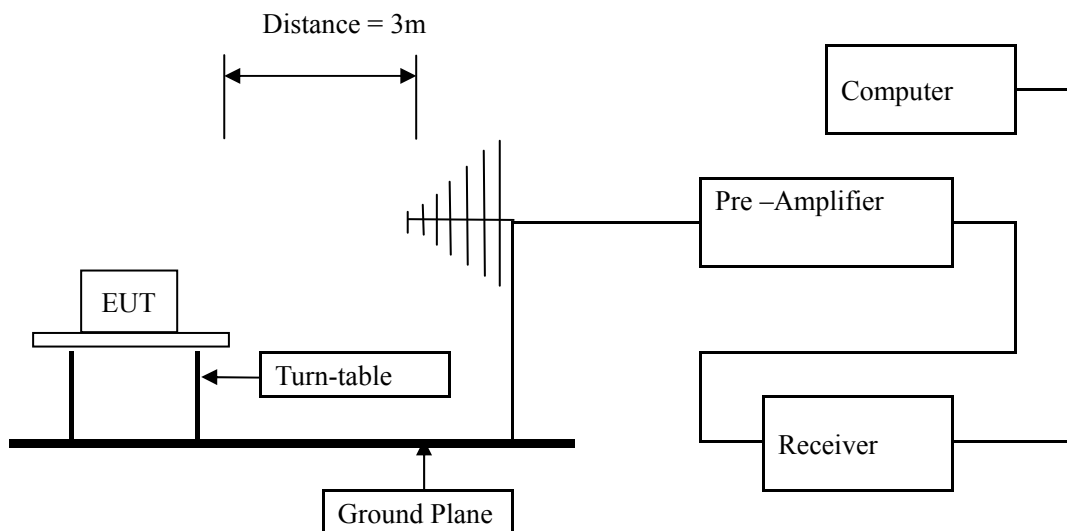 Distance = 3m
Computer
Pre –Amplifier
EUT
Turn-table
Receiver
Ground Plane